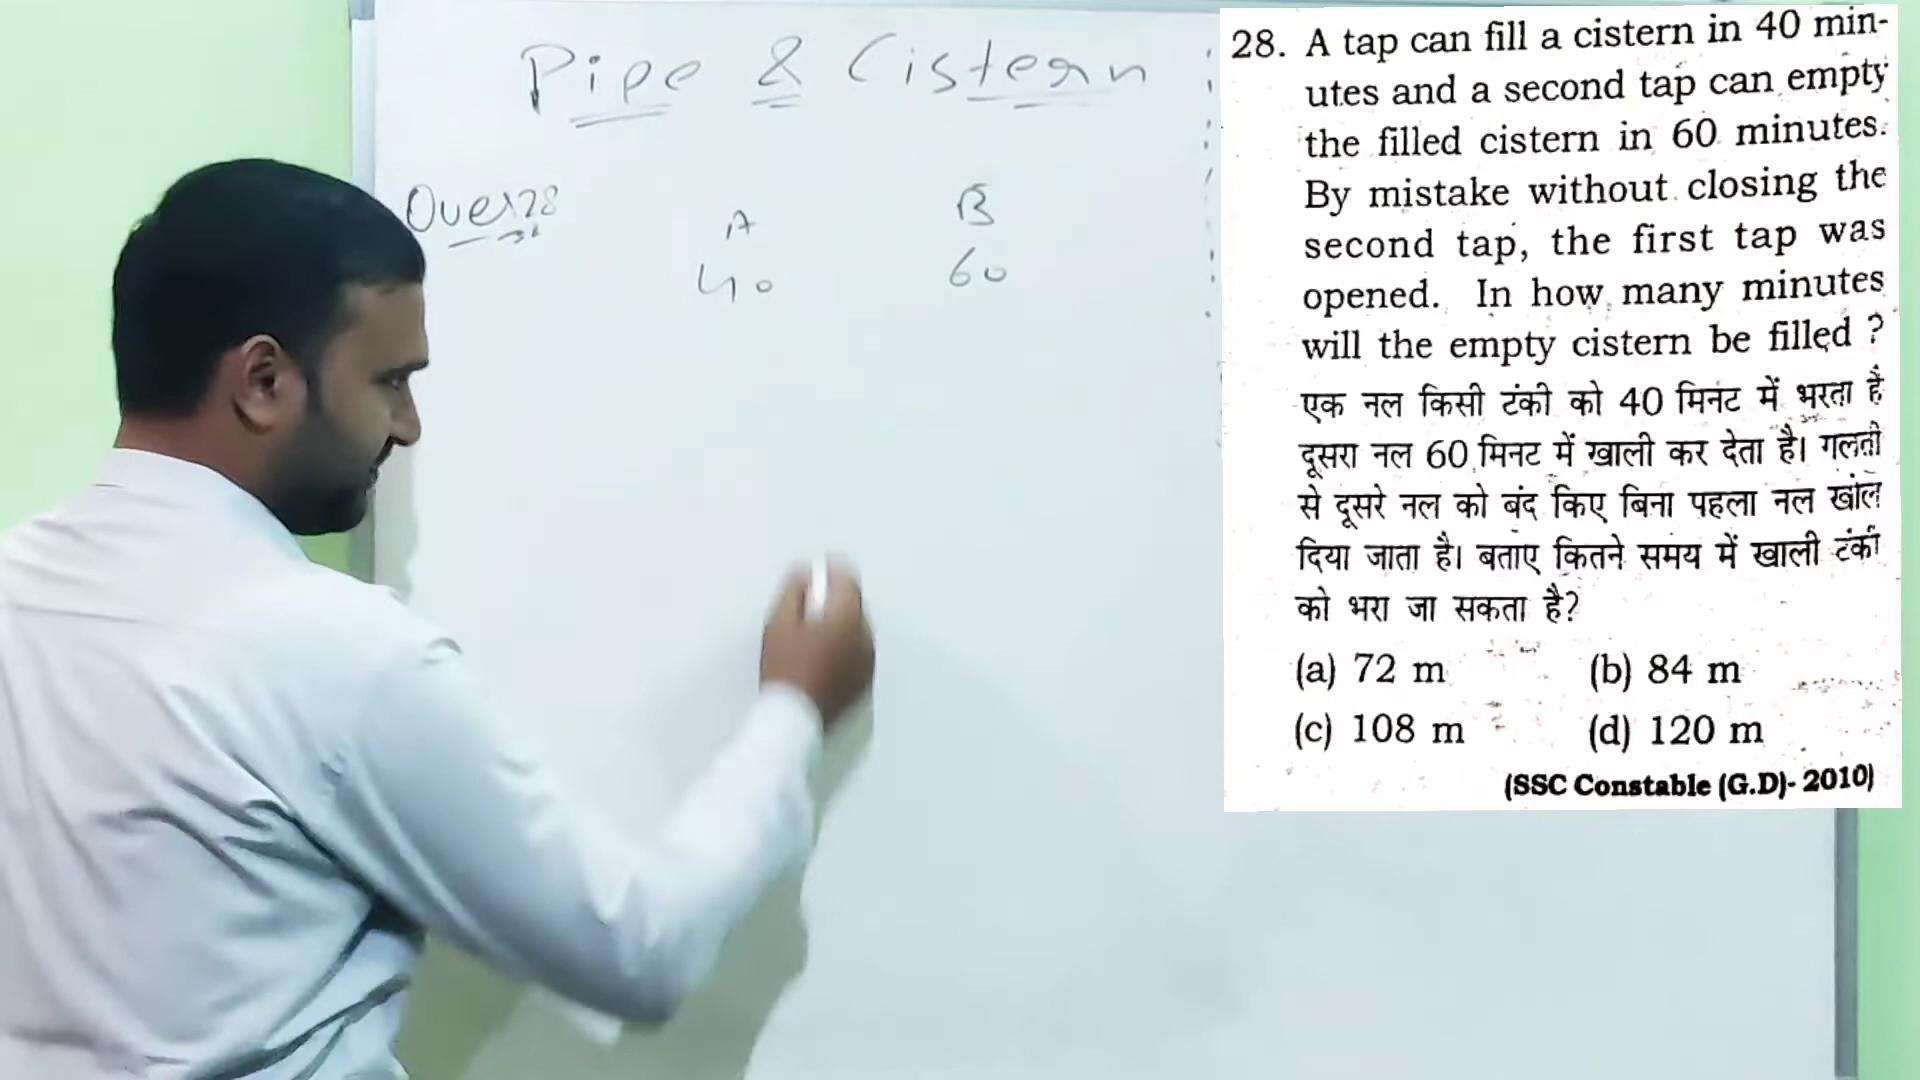 Pipe & Cistern
Ques 28
A B
40 60
28. A tap can fill a cistern in 40 min-
utes and a second tap can empty
the filled cistern in 60 minutes.
By mistake without closing the
second tap, the first tap was
opened. In how many minutes
will the empty cistern be filled ?
एक नल किसी टंकी को 40 मिनट में भरता है
दूसरा नल 60 मिनट में खाली कर देता है। गलती
से दूसरे नल को बंद किए बिना पहला नल खोल
दिया जाता है। बताए कितने समय में खाली टंकी
को भरा जा सकता है?
(a) 72 m (b) 84 m
(c) 108 m (d) 120 m
(SSC Constable (G.D)- 2010)